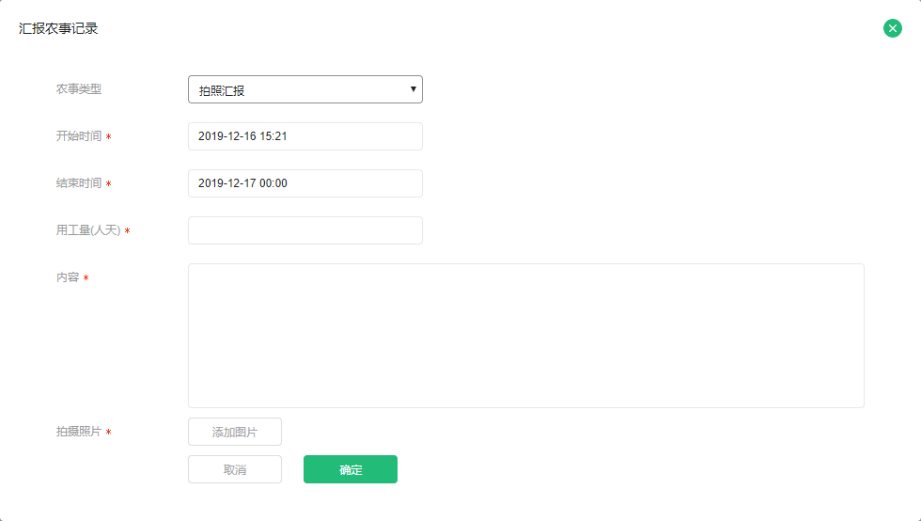 汇报农事记录
农事类型 拍照汇报
开始时间 * 2019-12-16 15:21
结束时间 * 2019-12-17 00:00
用工量(人天) *
内容 *
拍摄照片 * 添加图片
取消 确定